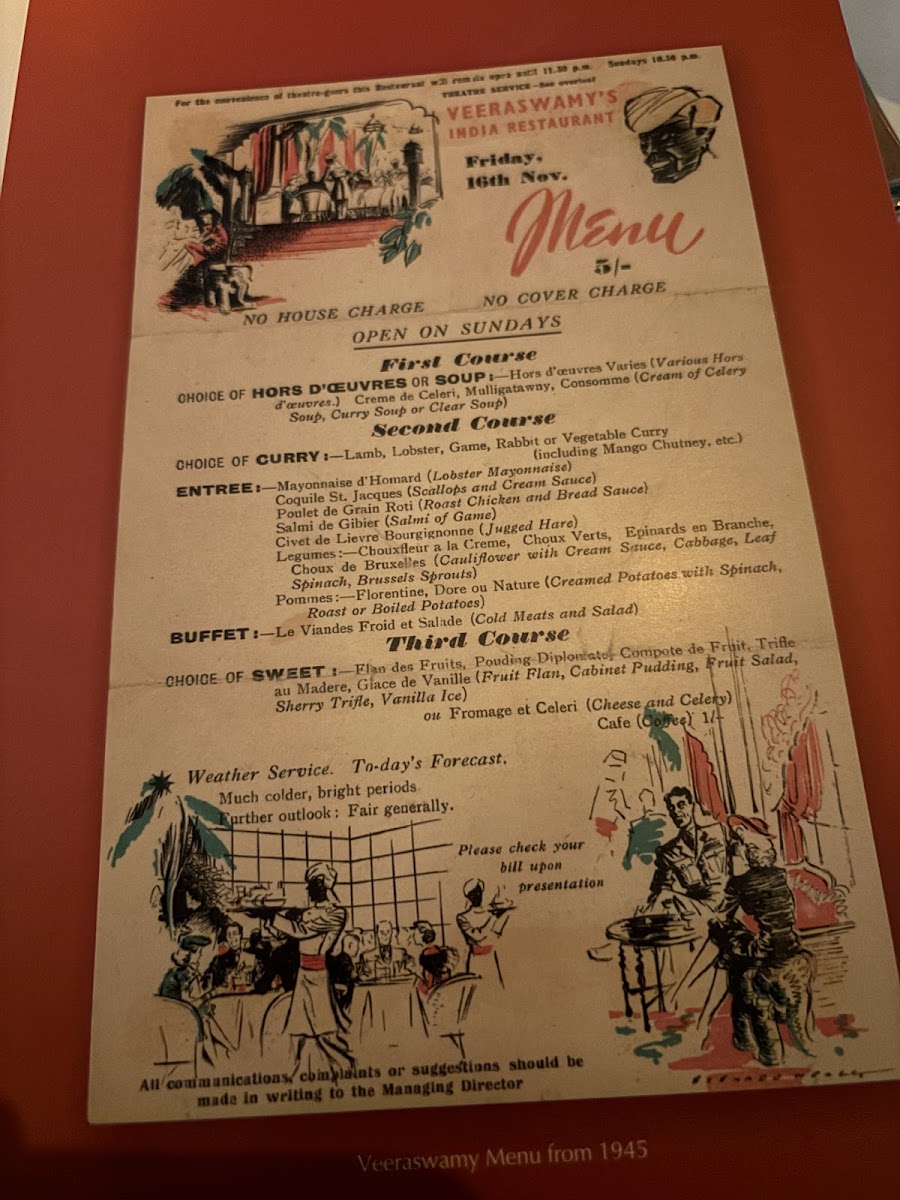 For the convenience of theatre-goers this Restaurant will remain open until 11.30 p.m. Sundays 10.30 p.m.
THEATRE SERVICE—See overleaf
VEERASWAMY'S
INDIA RESTAURANT
Friday,
16th Nov.
Menu
5/-
NO HOUSE CHARGE NO COVER CHARGE
OPEN ON SUNDAYS
First Course
CHOICE OF HORS D'ŒUVRES OR SOUP:—Hors d'œuvres Varies (Various Hors
d'œuvres.) Creme de Celeri, Mulligatawny, Consomme (Cream of Celery
Soup, Curry Soup or Clear Soup)
Second Course
CHOICE OF CURRY:—Lamb, Lobster, Game, Rabbit or Vegetable Curry
(including Mango Chutney, etc.)
ENTREE:—Mayonnaise d'Homard (Lobster Mayonnaise)
Coquile St. Jacques (Scallops and Cream Sauce)
Poulet de Grain Roti (Roast Chicken and Bread Sauce)
Salmi de Gibier (Salmi of Game)
Civet de Lievre Bourgignonne (Jugged Hare)
Legumes:—Chouxfleur a la Creme, Choux Verts, Epinards en Branche,
Choux de Bruxelles (Cauliflower with Cream Sauce, Cabbage, Leaf
Spinach, Brussels Sprouts)
Pommes:—Florentine, Dore ou Nature (Creamed Potatoes with Spinach,
Roast or Boiled Potatoes)
BUFFET:—Le Viandes Froid et Salade (Cold Meats and Salad)
Third Course
CHOICE OF SWEET:—Flan des Fruits, Pouding Diplomate, Compote de Fruit, Trifle
au Madere, Glace de Vanille (Fruit Flan, Cabinet Pudding, Fruit Salad,
Sherry Trifle, Vanilla Ice)
ou Fromage et Celeri (Cheese and Celery)
Cafe (Coffee) 1/-
Weather Service. To-day's Forecast.
Much colder, bright periods
Further outlook: Fair generally.
Please check your
bill upon
presentation
All communications, complaints or suggestions should be
made in writing to the Managing Director
Veeraswamy Menu from 1945